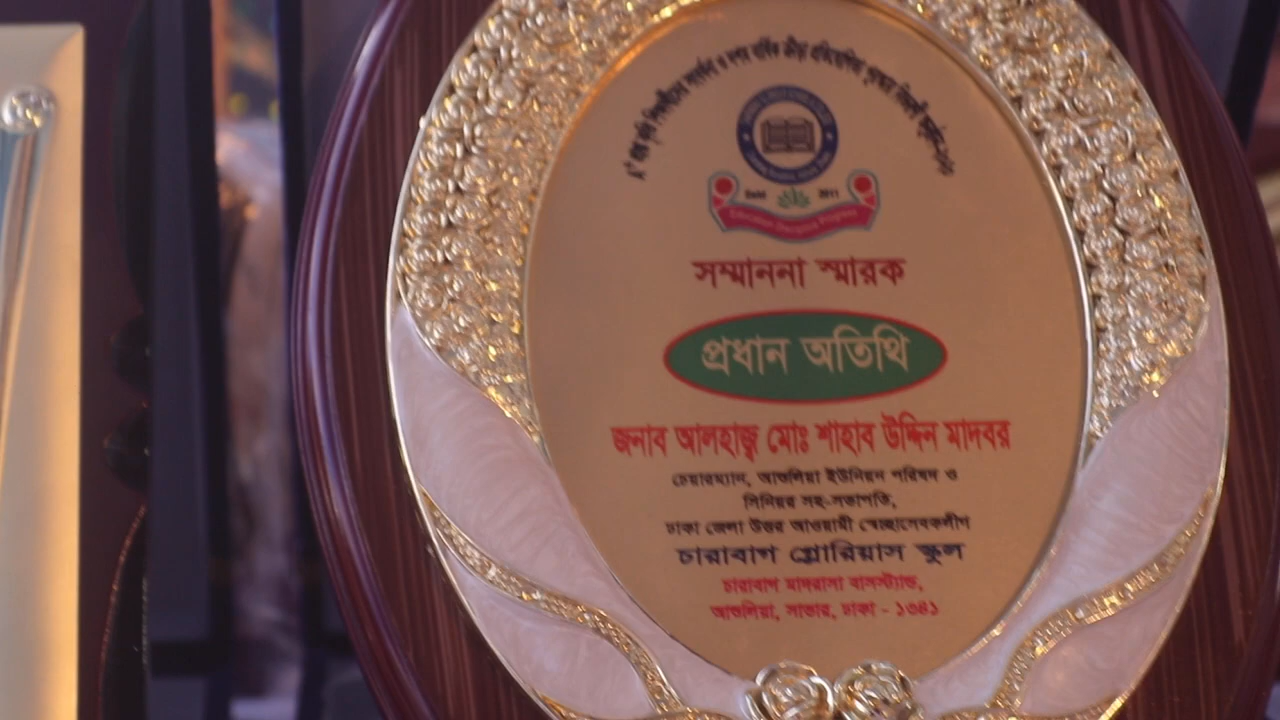 সম্মাননা স্মারক
প্রধান অতিথি
জনাব আলহাজ্ব মোঃ শাহাব উদ্দিন মাদবর
চেয়ারম্যান, আশুলিয়া ইউনিয়ন পরিষদ ও
সিনিয়র সহ-সভাপতি,
ঢাকা জেলা উত্তর আওয়ামী স্বেচ্ছাসেবকলীগ
চারাবাগ গ্লোরিয়াস স্কুল
চারাবাগ মাদরাসা বাসস্ট্যান্ড,
আশুলিয়া, সাভার, ঢাকা - ১৩৪১